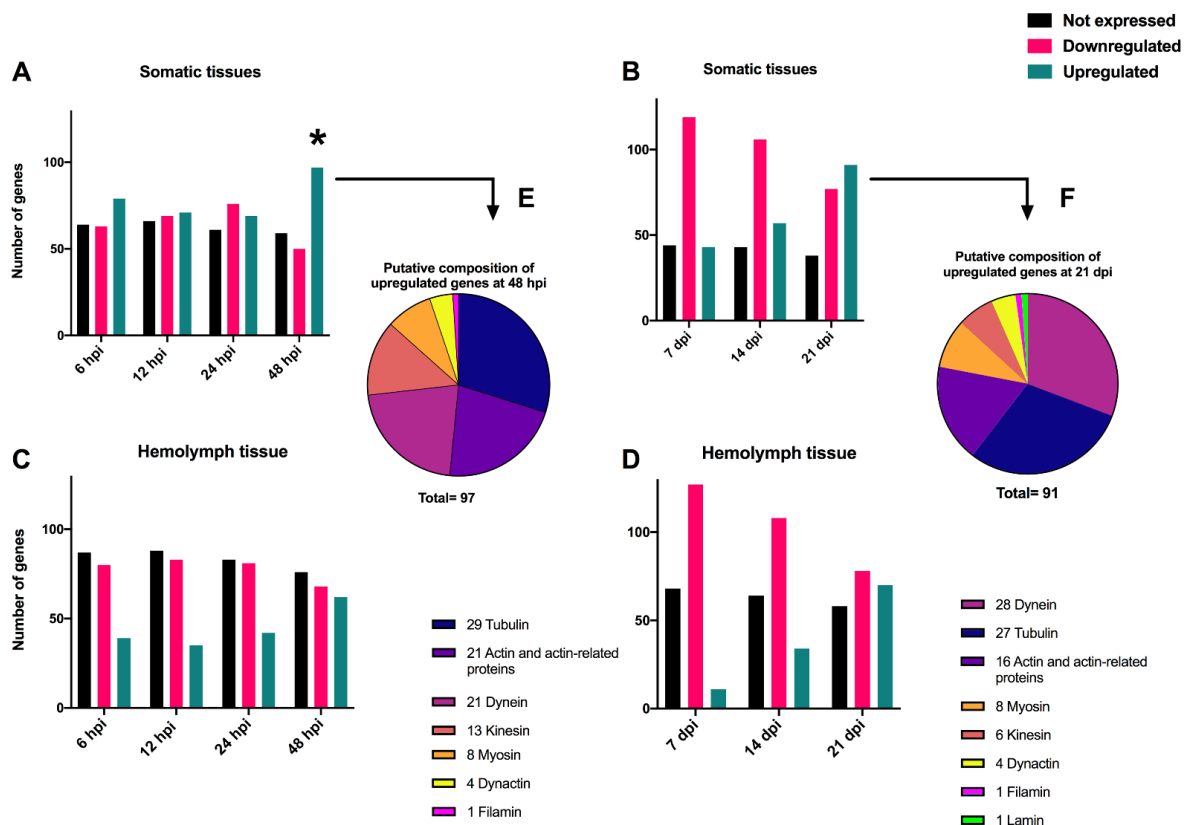 Not expressed
Downregulated
Upregulated
A
Somatic tissues
Number of genes
100
50
0
6 hpi
12 hpi
24 hpi
48 hpi
*
E
Putative composition of
upregulated genes at 48 hpi
Total= 97
B
Somatic tissues
100
50
0
7 dpi
14 dpi
21 dpi
F
Putative composition of
upregulated genes at 21 dpi
Total= 91
C
Hemolymph tissue
Number of genes
100
50
0
6 hpi
12 hpi
24 hpi
48 hpi
29 Tubulin
21 Actin and actin-related
proteins
21 Dynein
13 Kinesin
8 Myosin
4 Dynactin
1 Filamin
D
Hemolymph tissue
100
50
0
7 dpi
14 dpi
21 dpi
28 Dynein
27 Tubulin
16 Actin and actin-related
proteins
8 Myosin
6 Kinesin
4 Dynactin
1 Filamin
1 Lamin